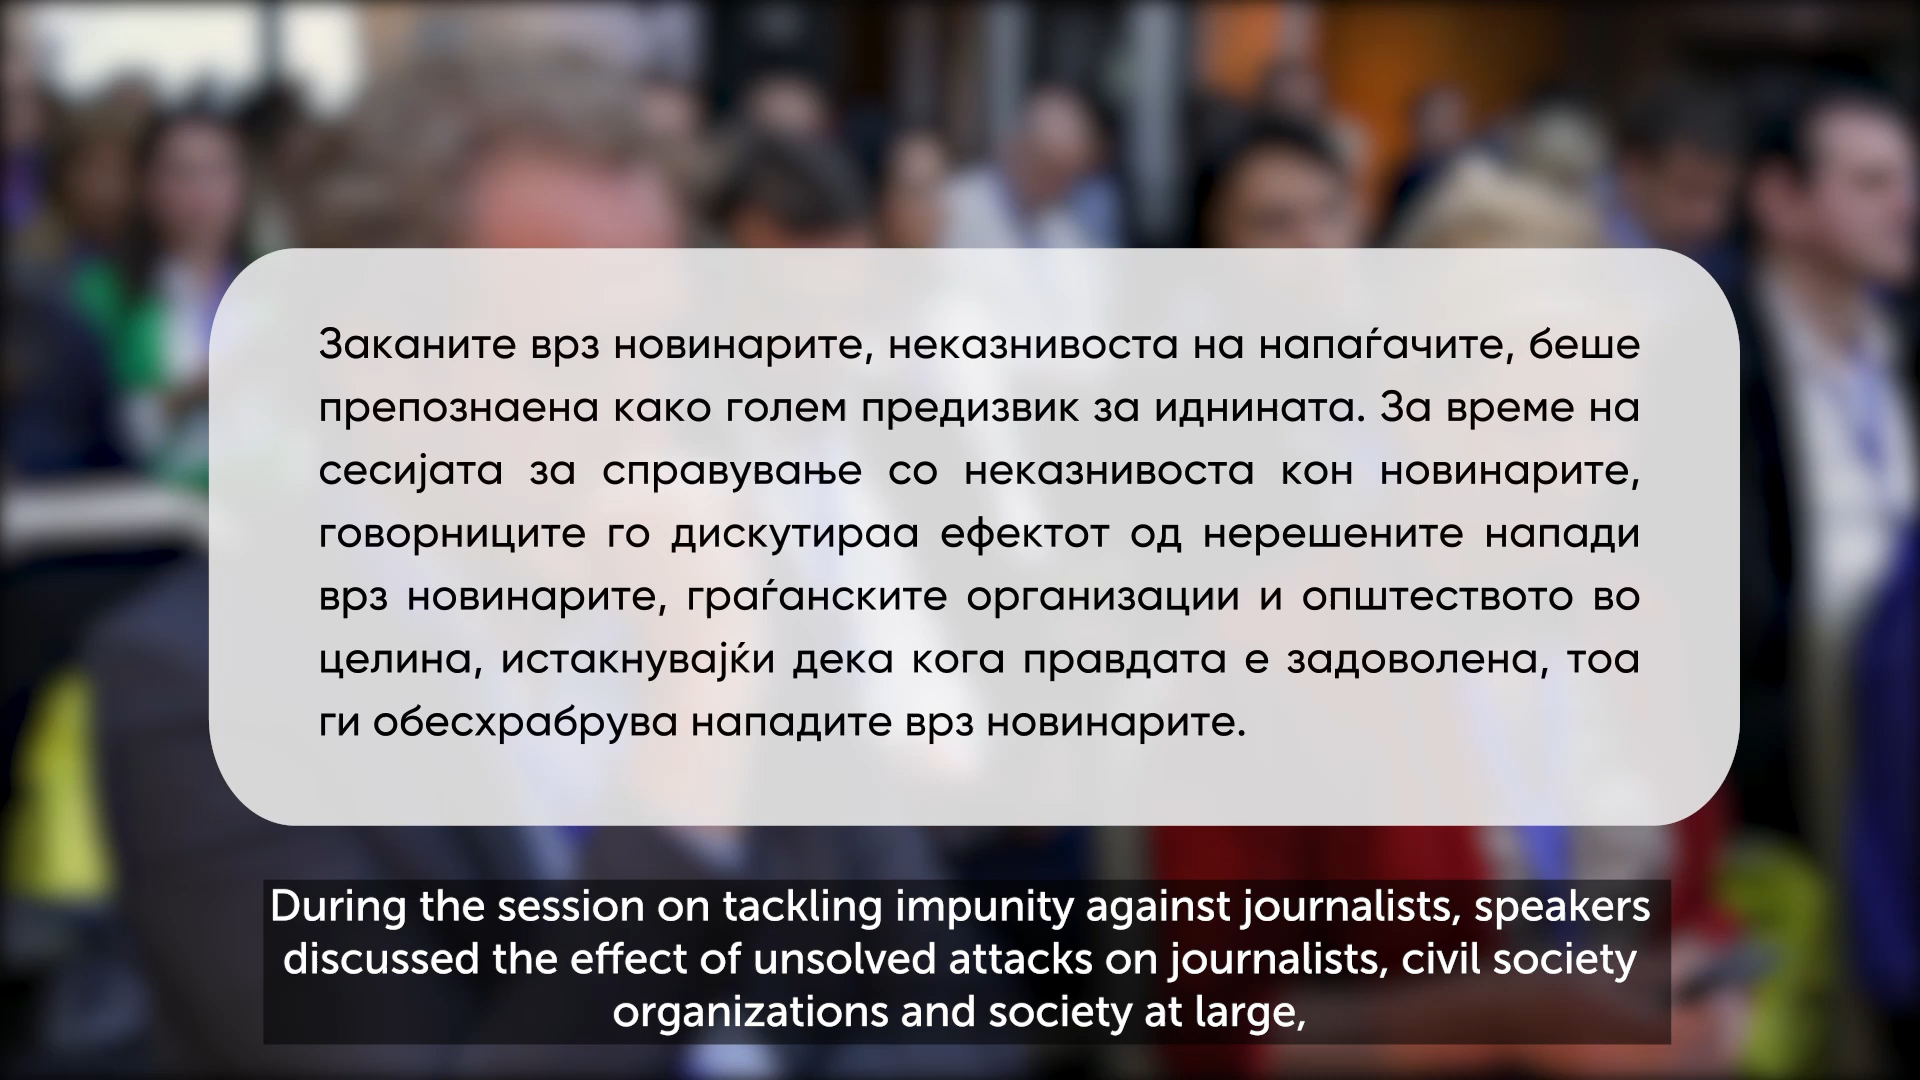 Заканите врз новинарите, неказнивоста на напаѓачите, беше
препознаена како голем предизвик за иднината. За време на
сесијата за справување со неказнивоста кон новинарите,
говорниците го дискутираа ефектот од нерешените напади
врз новинарите, граѓанските организации и општеството во
целина, истакнувајќи дека кога правдата е задоволена, тоа
ги обесхрабрува нападите врз новинарите.
During the session on tackling impunity against journalists, speakers
discussed the effect of unsolved attacks on journalists, civil society
organizations and society at large,